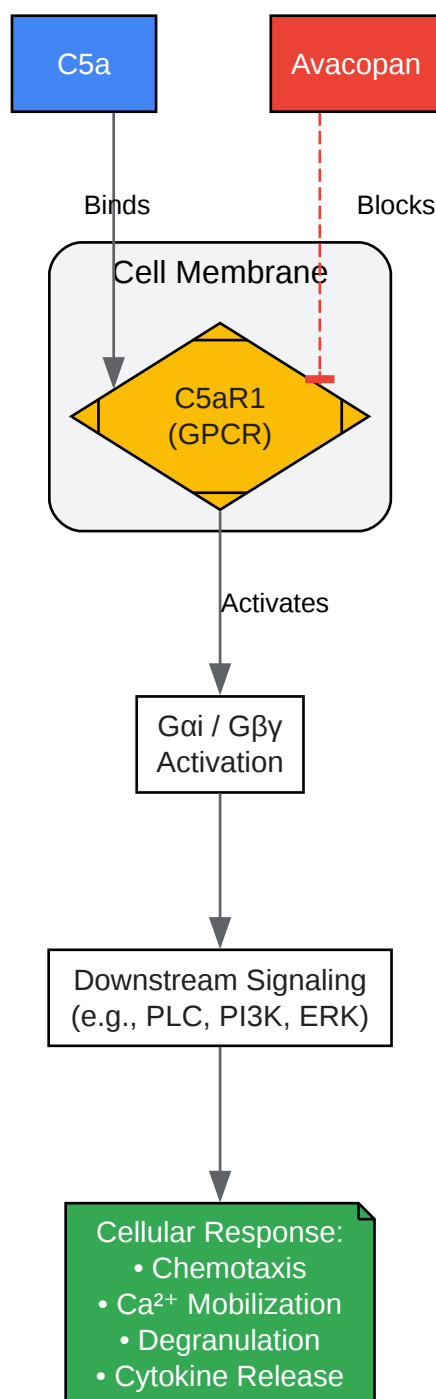 C5a
Avacopan
Binds
Blocks
Cell Membrane
C5aR1
(GPCR)
Activates
Gαi / Gβγ
Activation
Downstream Signaling
(e.g., PLC, PI3K, ERK)
Cellular Response:
• Chemotaxis
• Ca²⁺ Mobilization
• Degranulation
• Cytokine Release